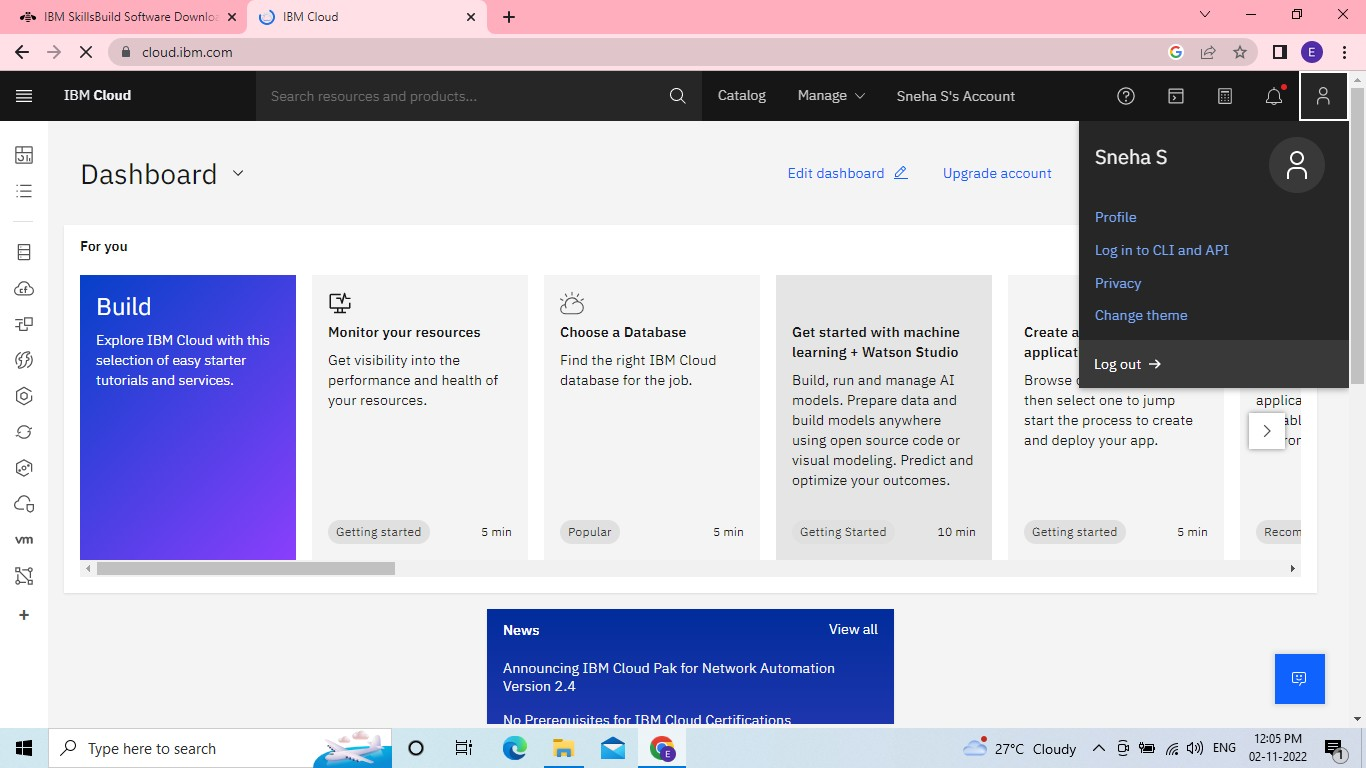 IBM SkillsBuild Software Downloa
IBM Cloud
cloud.ibm.com
E
IBM Cloud
Search resources and products...
Catalog
Manage
Sneha S's Account
Dashboard
Edit dashboard
Upgrade account
Sneha S
Profile
Log in to CLI and API
Privacy
Change theme
Log out
For you
Build
Explore IBM Cloud with this
selection of easy starter
tutorials and services.
Monitor your resources
Get visibility into the
performance and health of
your resources.
Getting started
5 min
Choose a Database
Find the right IBM Cloud
database for the job.
Popular
5 min
Get started with machine
learning + Watson Studio
Build, run and manage AI
models. Prepare data and
build models anywhere
using open source code or
visual modeling. Predict and
optimize your outcomes.
Getting Started
10 min
Create a
applicat
Browse
then select one to jump
start the process to create
and deploy your app.
Getting started
5 min
applica
Recom
cf
vm
News
View all
Announcing IBM Cloud Pak for Network Automation
Version 2.4
No Prerequisites for IBM Cloud Certifications
Type here to search
E
27°C Cloudy
ENG
12:05 PM
02-11-2022
1